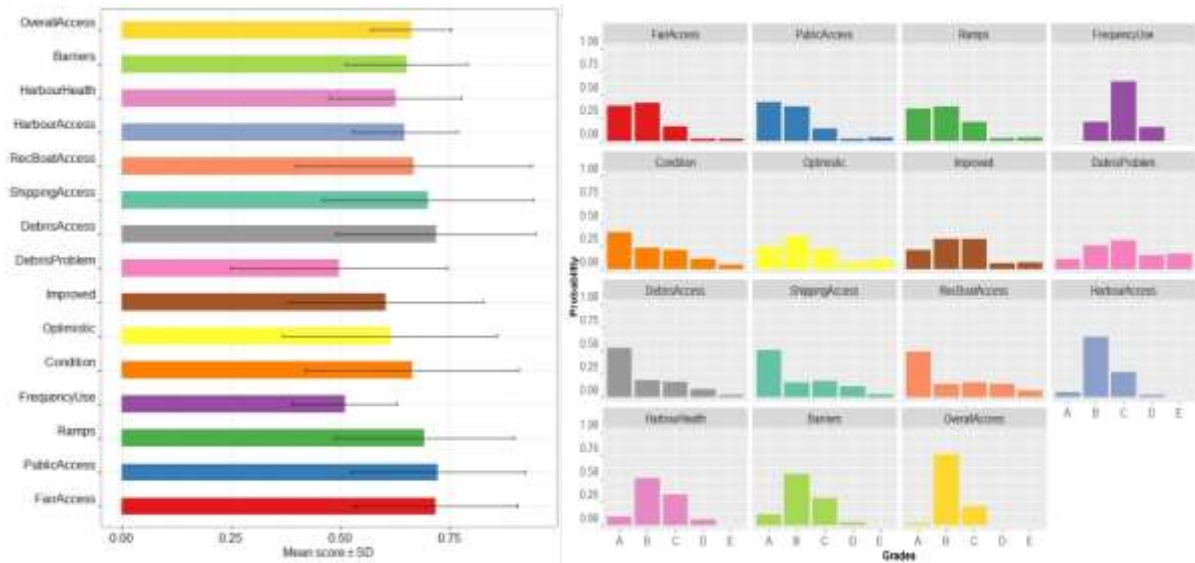 OverallAccess
Barriers
HarbourHealth
HarbourAccess
RecBoatAccess
ShippingAccess
DebrisAccess
DebrisProblem
Improved
Optimistic
Condition
FrequencyUse
Ramps
PublicAccess
FairAccess
0.00 0.25 0.50 0.75
Mean score ± SD
Probability
FairAccess PublicAccess Ramps FrequencyUse
1.00
0.75
0.50
0.25
0.00
Condition Optimistic Improved DebrisProblem
1.00
0.75
0.50
0.25
0.00
DebrisAccess ShippingAccess RecBoatAccess HarbourAccess
1.00
0.75
0.50
0.25
0.00
A B C D E
HarbourHealth Barriers OverallAccess
1.00
0.75
0.50
0.25
0.00
A B C D E A B C D E A B C D E
Grades